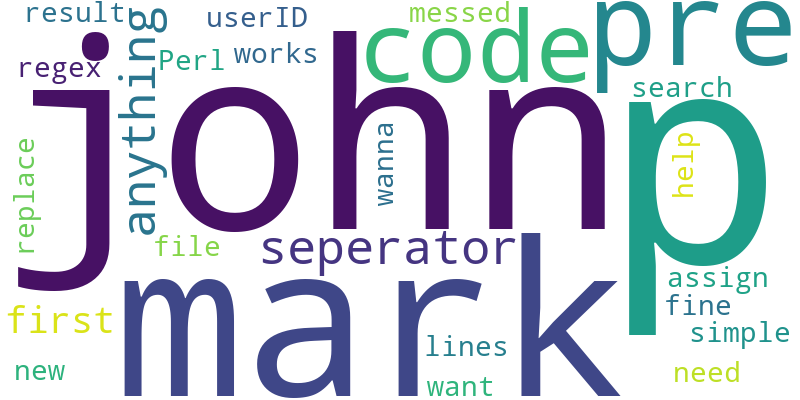 result
userID
messed
pre
code
anything
regex
Perl
works
search
john
p
wanna
help
replace
file
seperator
mark
assign
first
fine
lines
simple
new
want
need